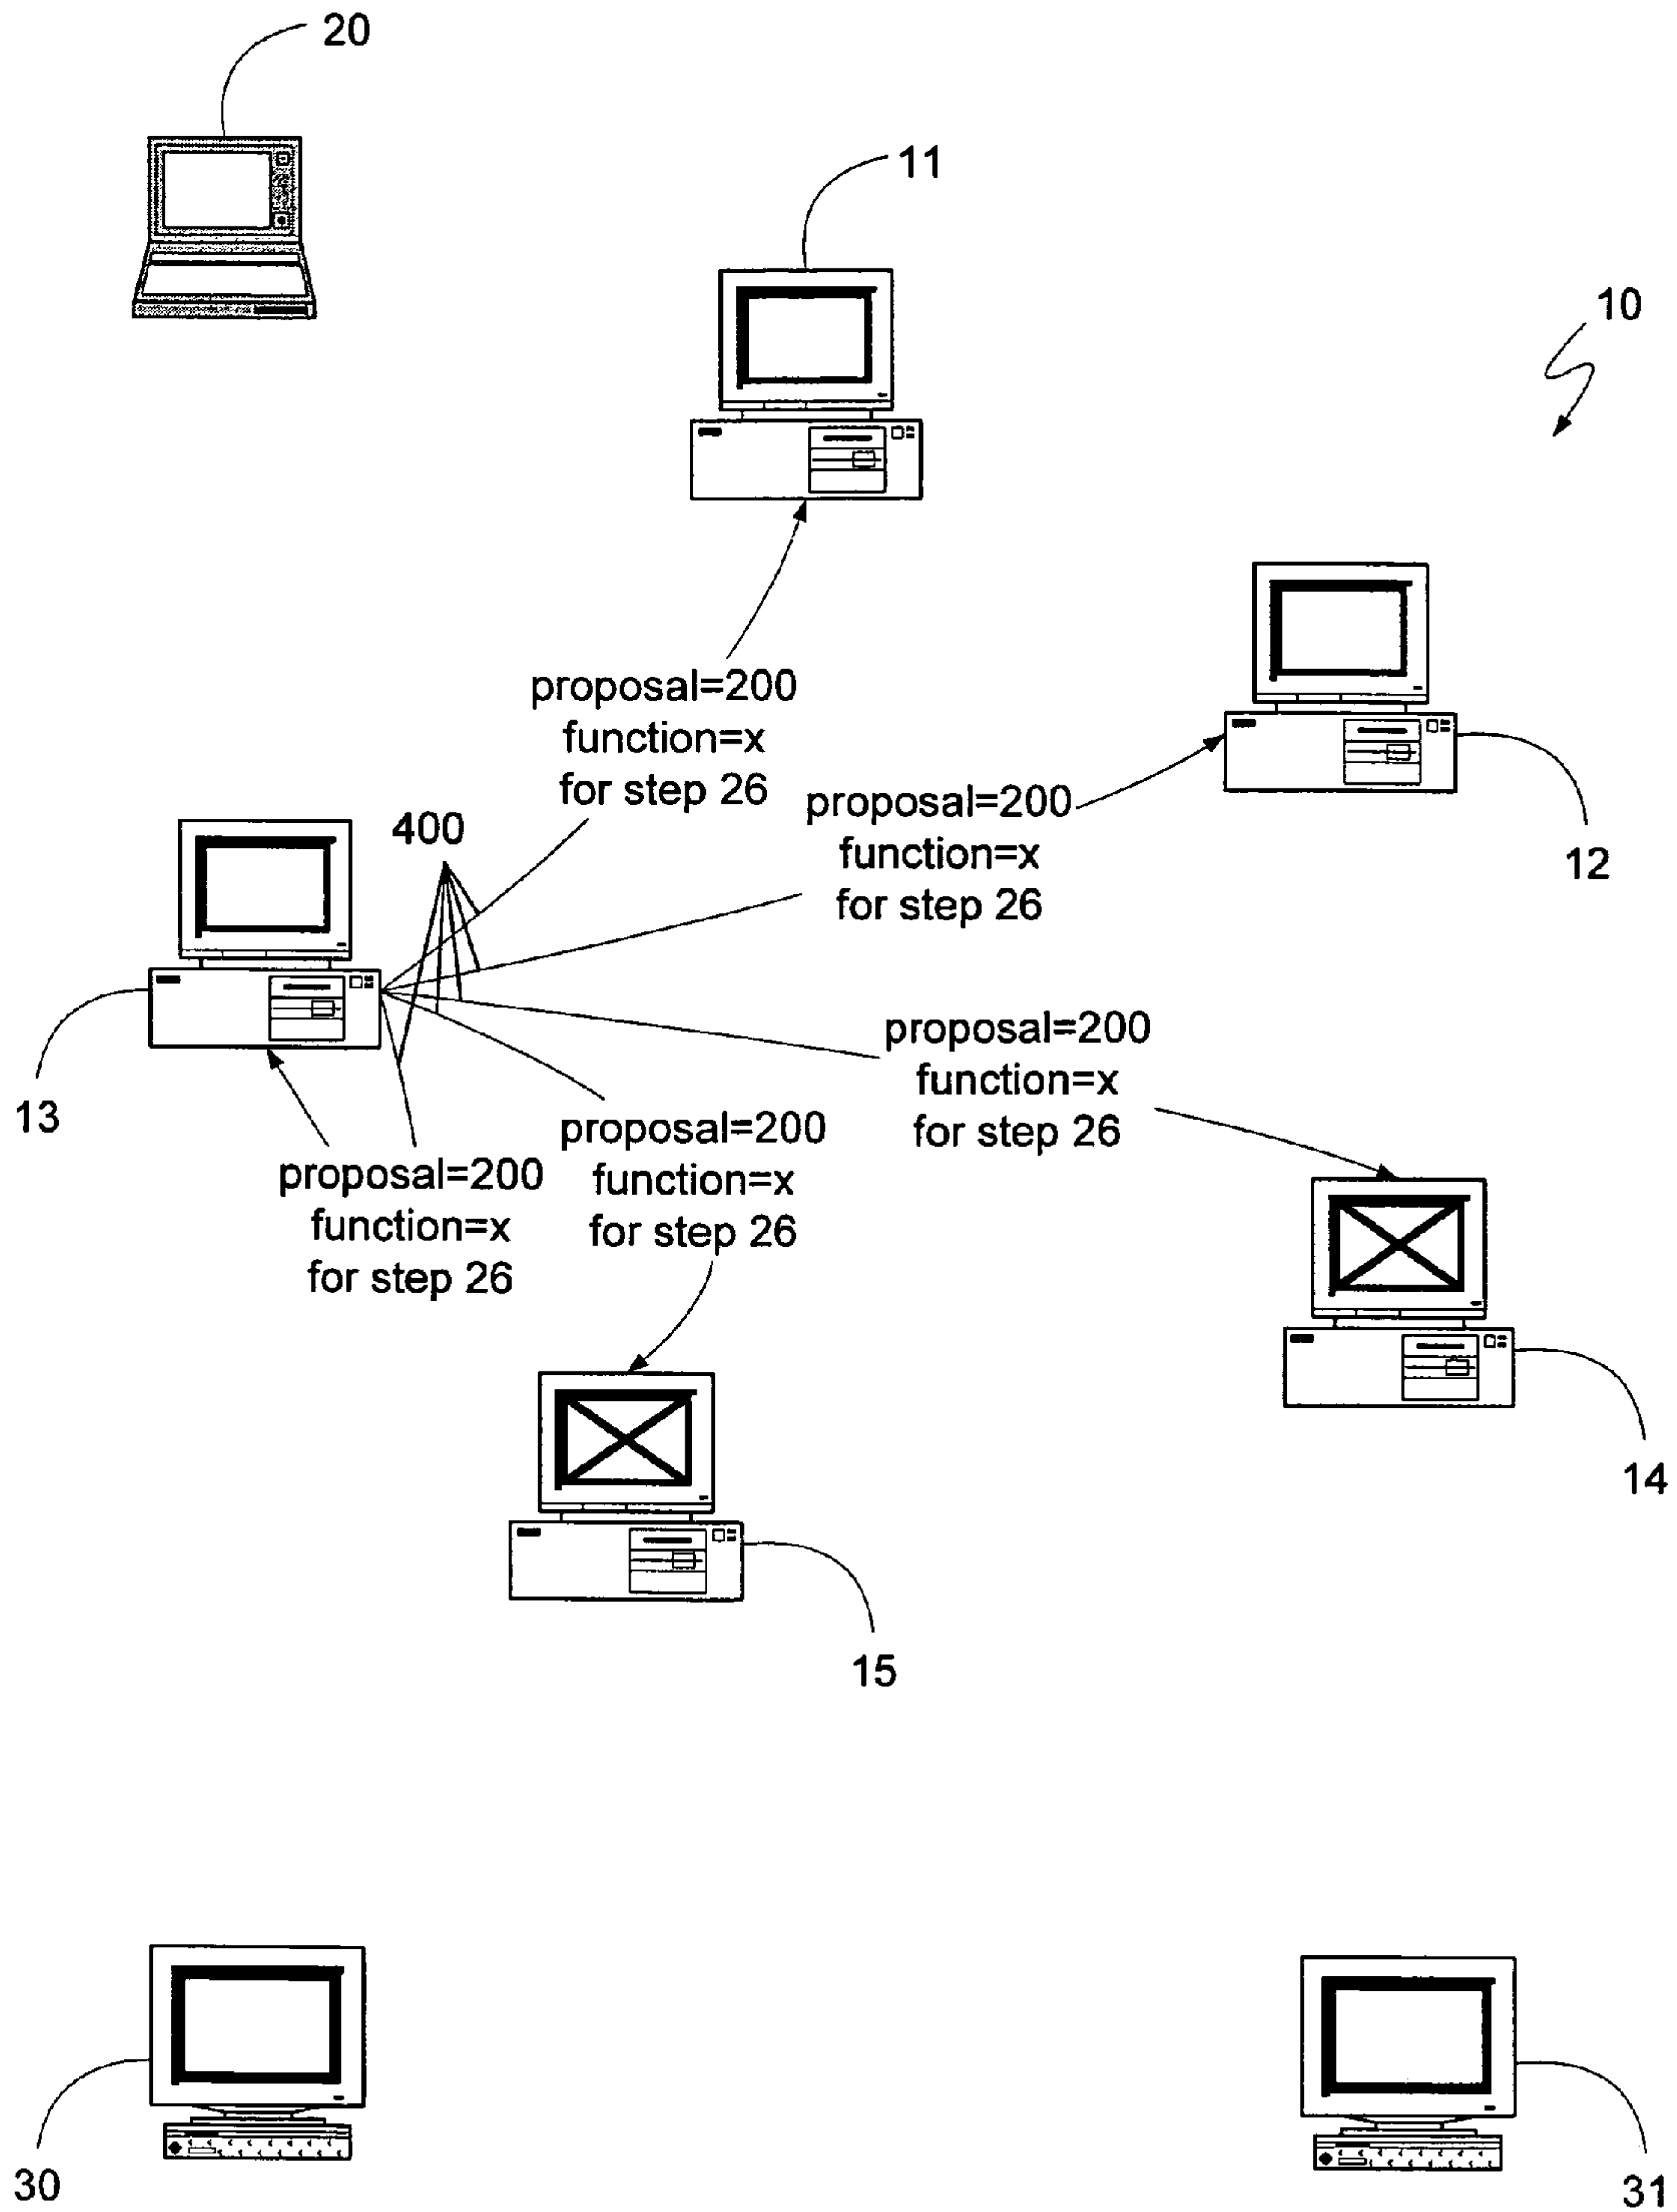 20
11
10
proposal=200
function=x
for step 26
proposal=200
function=x
for step 26
12
400
proposal=200
function=x
for step 26
13
proposal=200
function=x
for step 26
proposal=200
function=x
for step 26
14
15
30
31